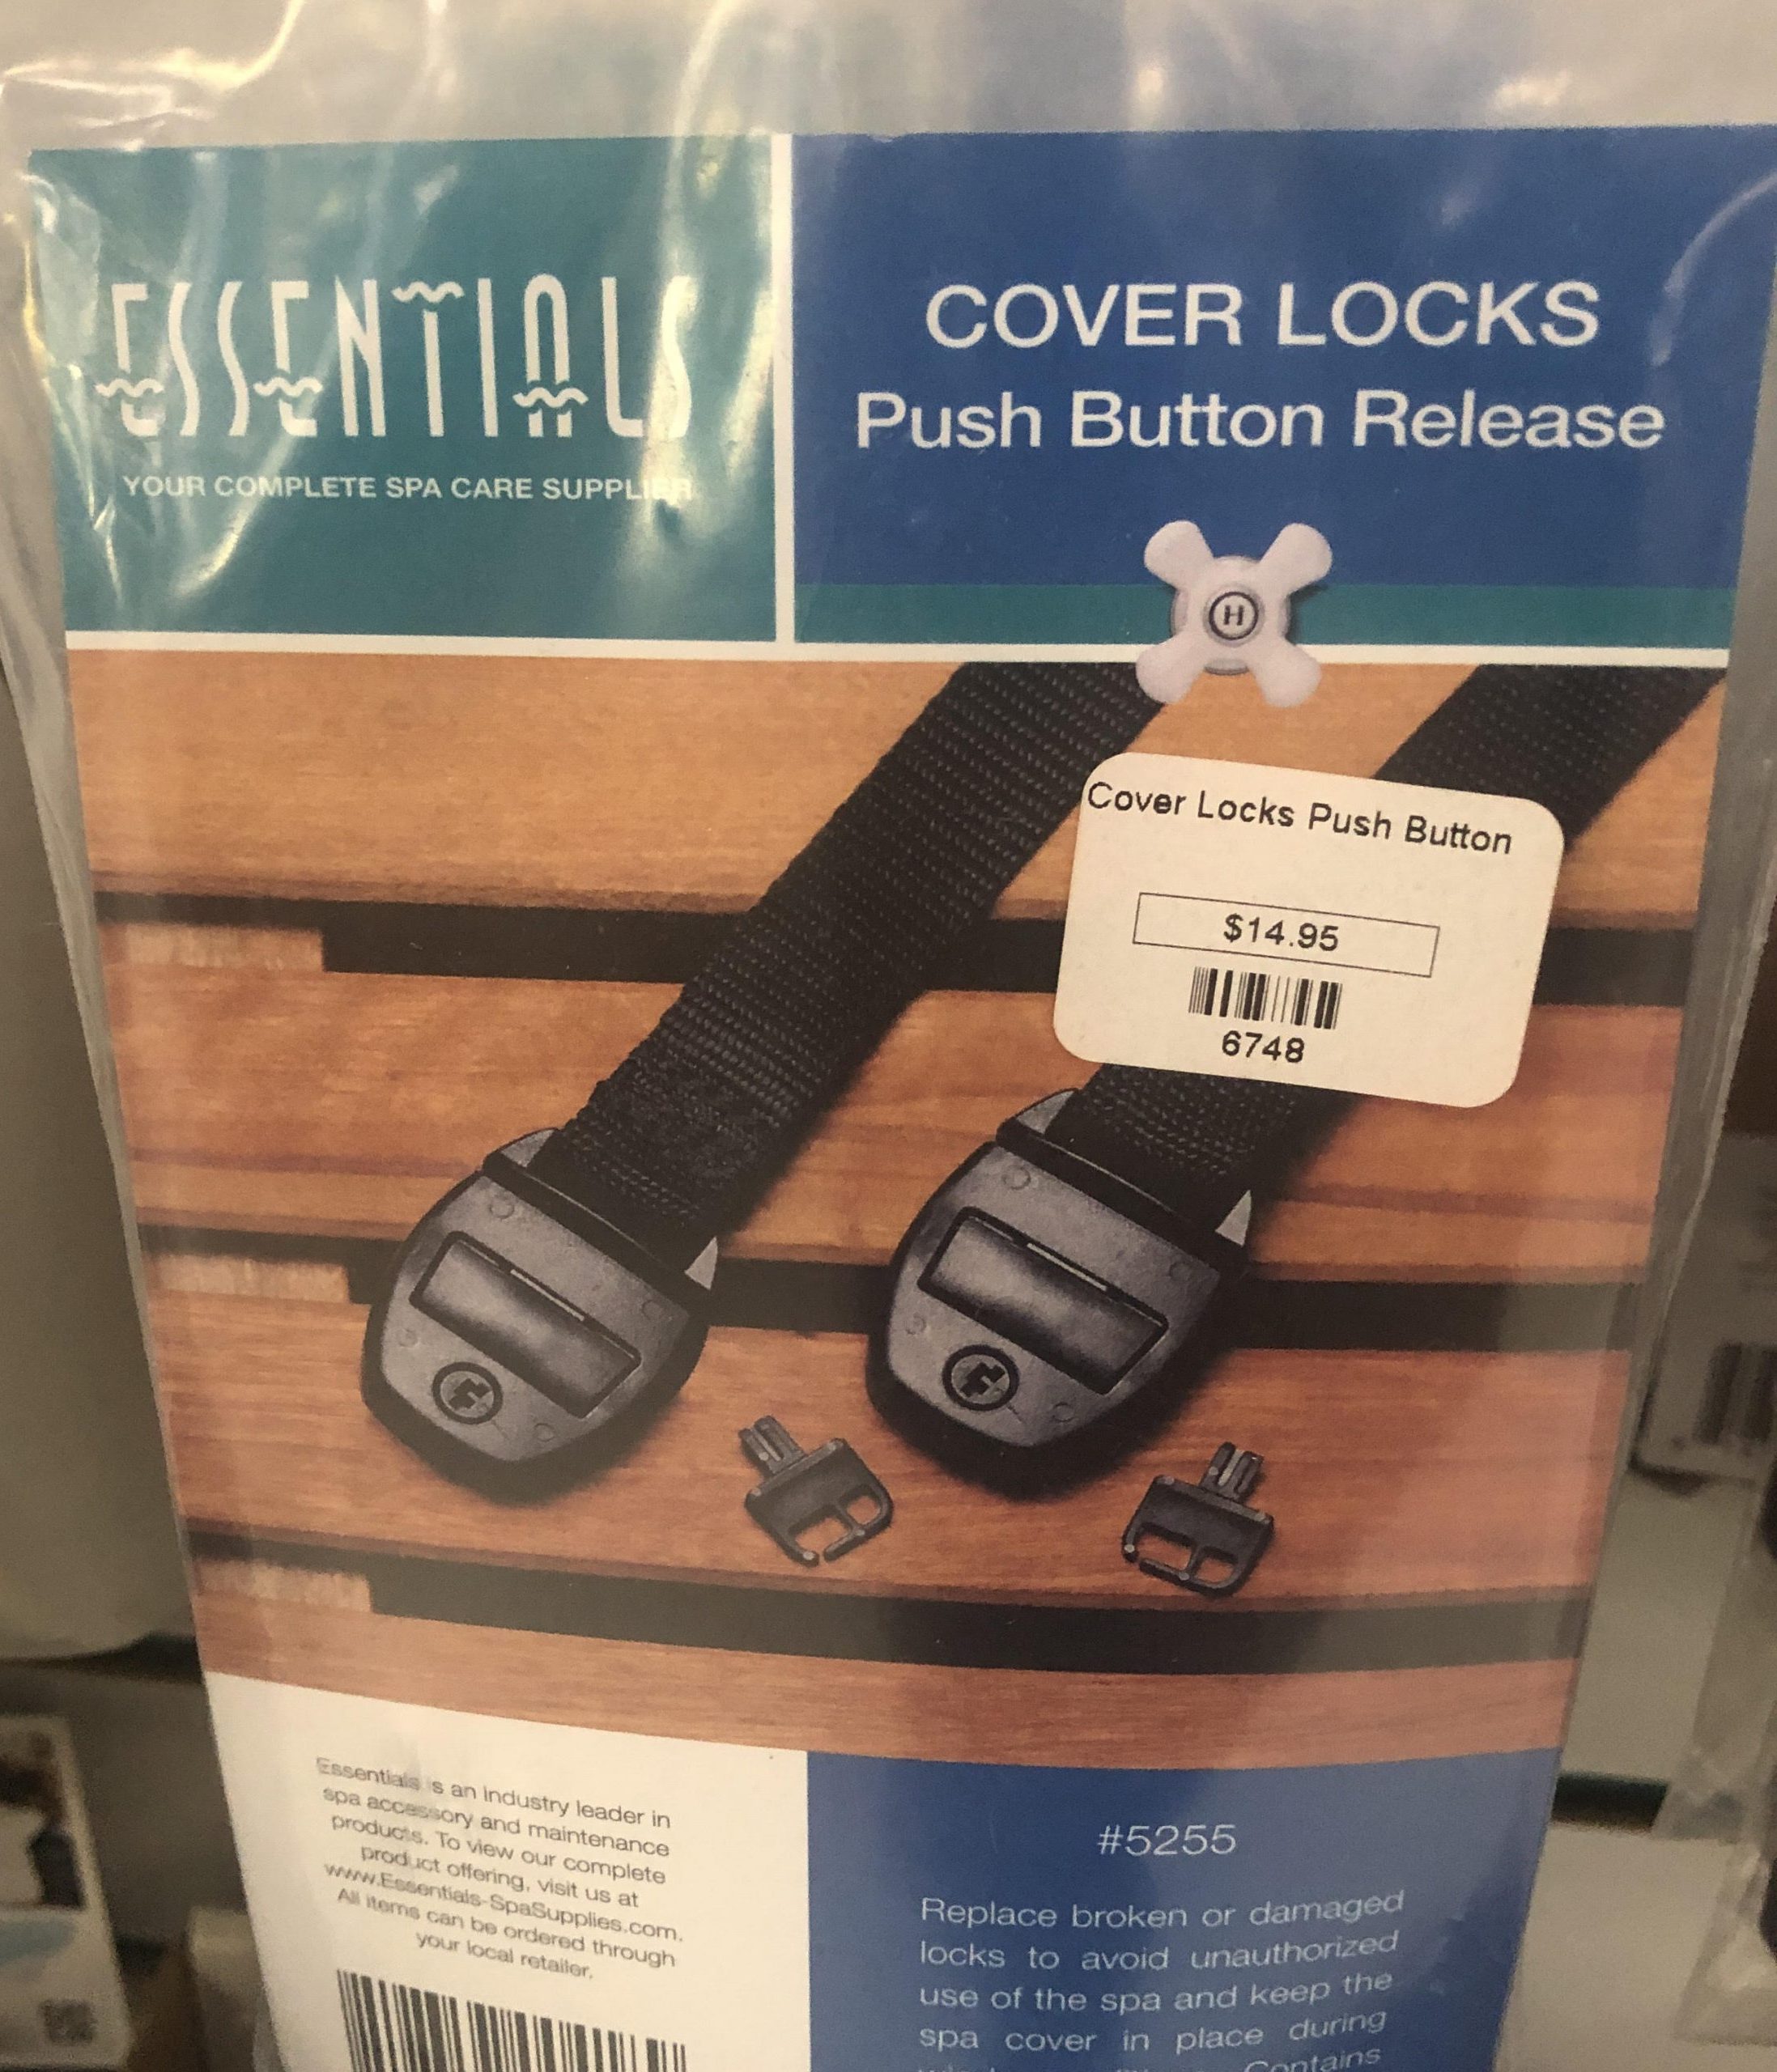 ESSENTIALS
YOUR COMPLETE SPA CARE SUPPLIER
COVER LOCKS
Push Button Release
H
Cover Locks Push Button
$14.95
6748
F
F
Essentials is an industry leader in
spa accessory and maintenance
products. To view our complete
product offering, visit us at
www.Essentials-SpaSupplies.com.
All items can be ordered through
your local retailer.
#5255
Replace broken or damaged
locks to avoid unauthorized
use of the spa and keep the
spa cover in place during
Contains